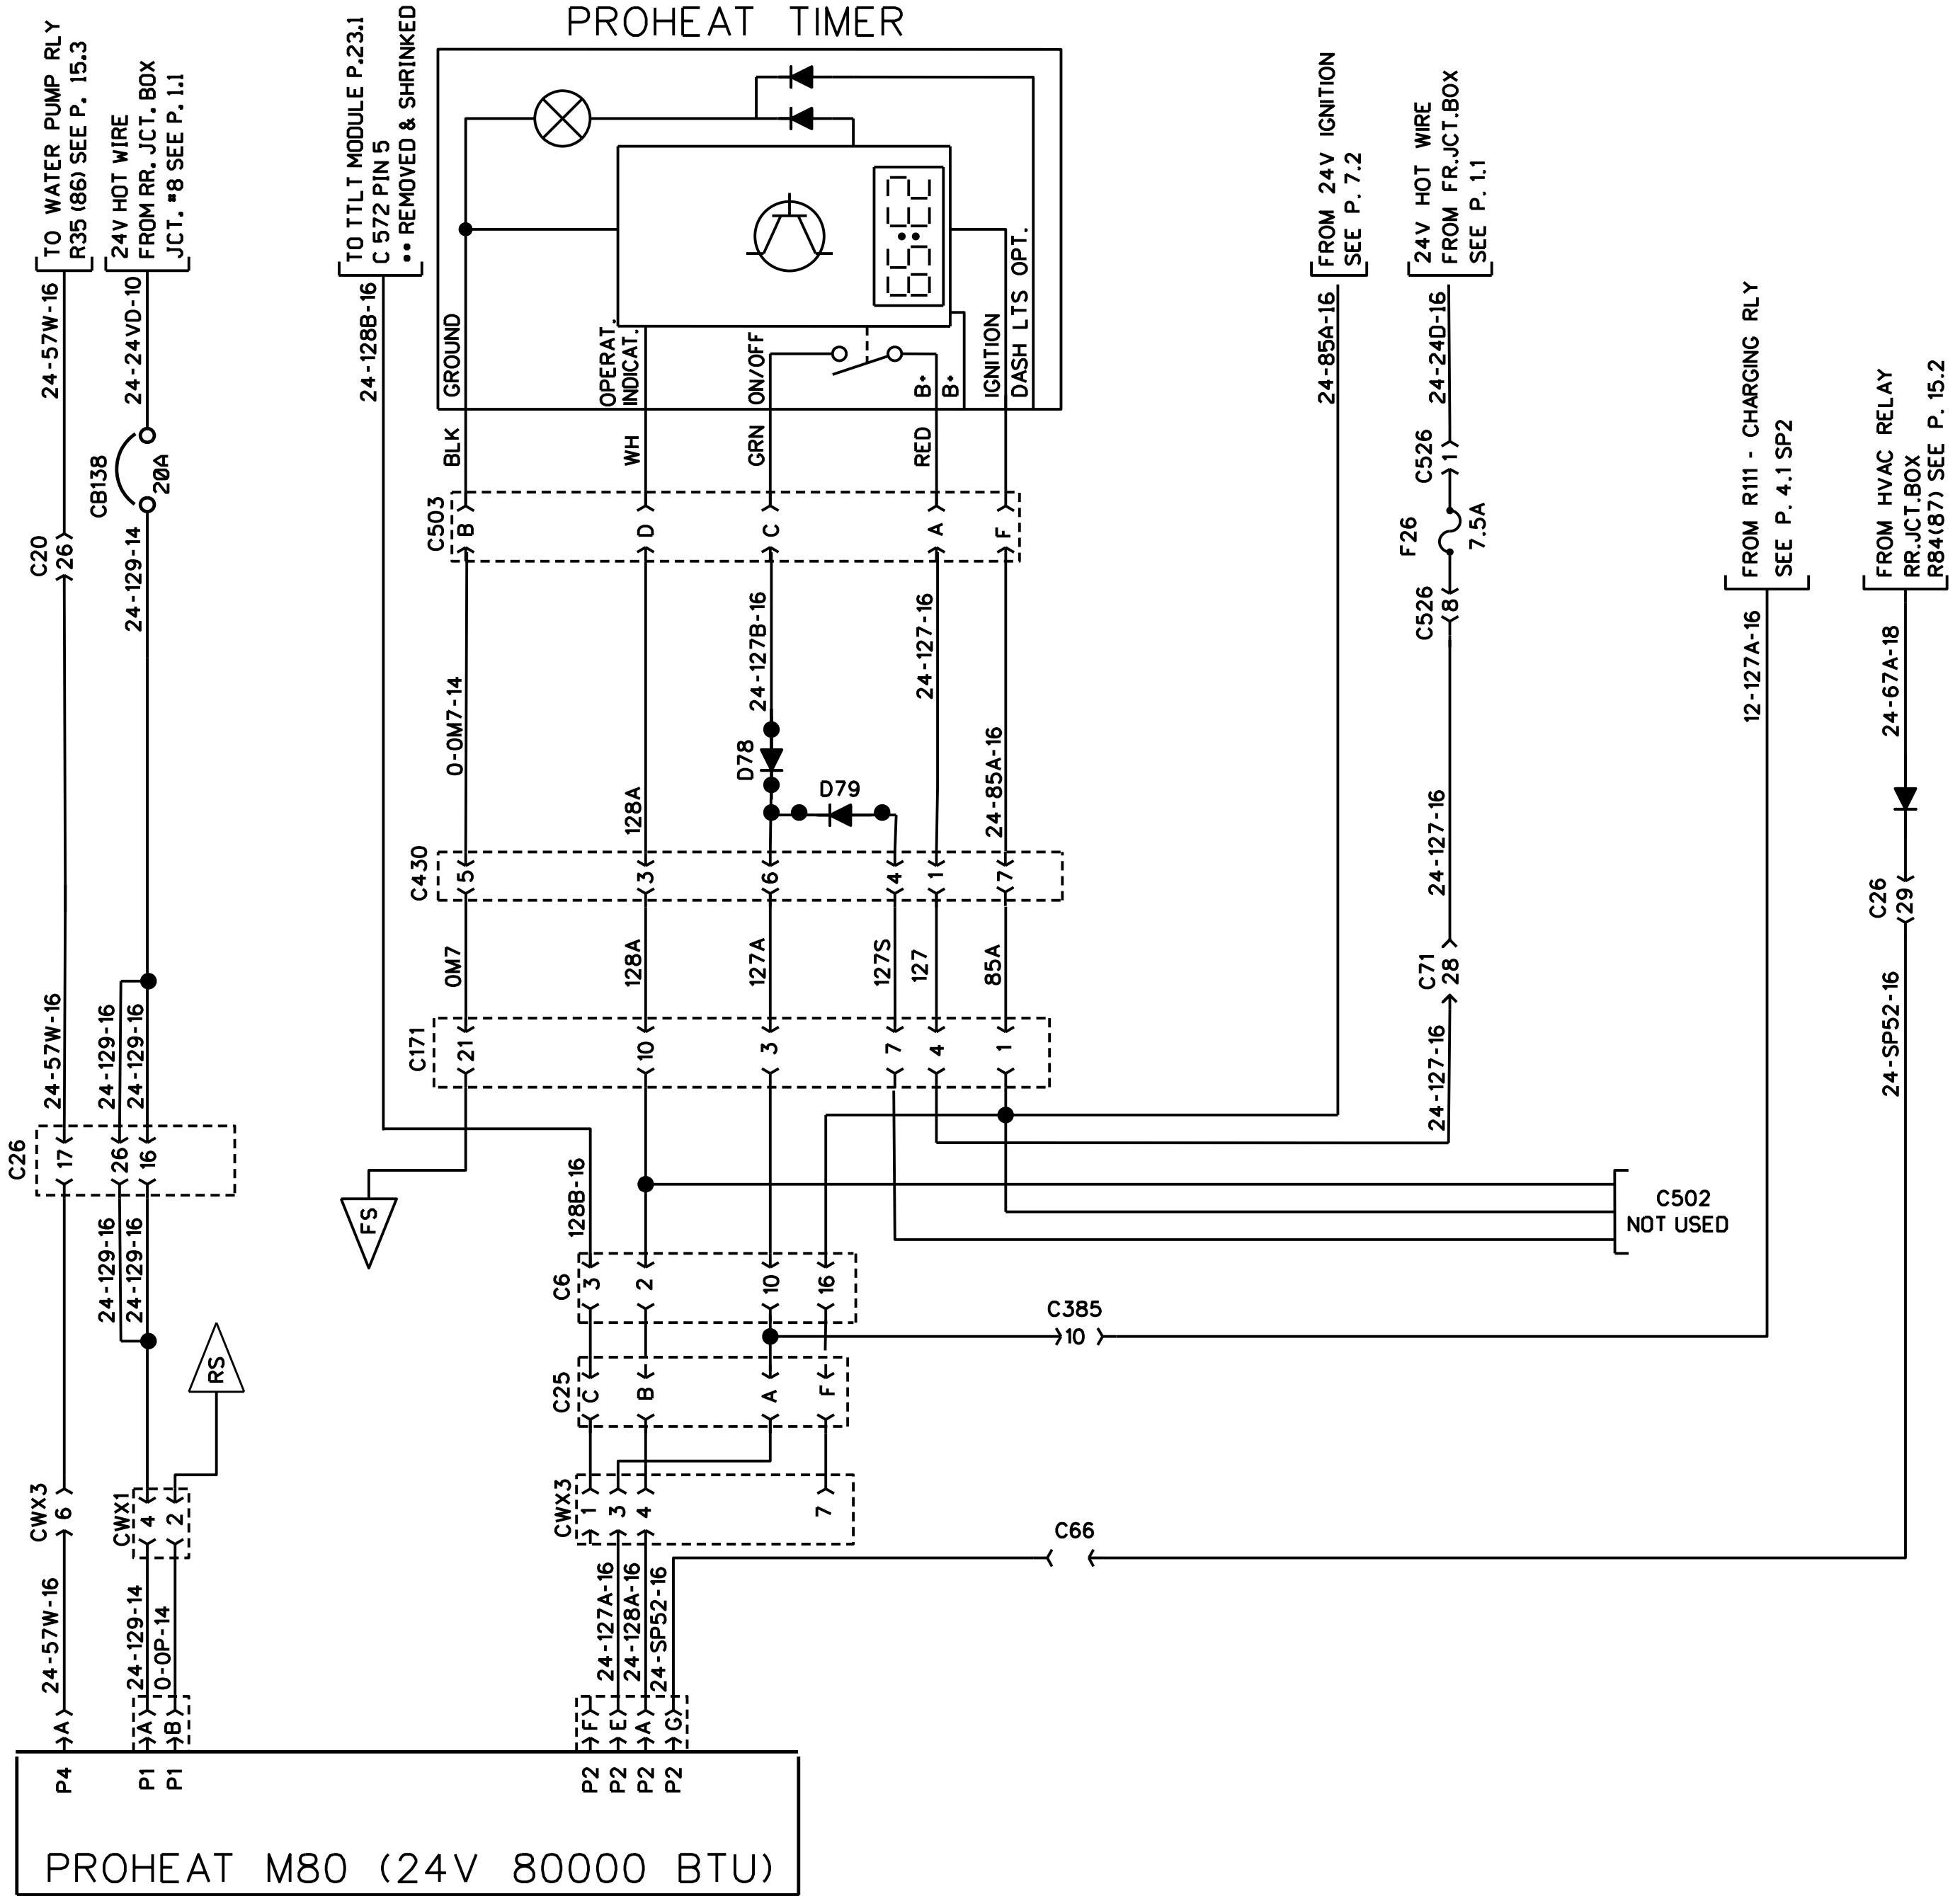 PROHEAT TIMER
TO WATER PUMP RLY
R35 (86) SEE P. 15.3
24V HOT WIRE
FROM RR. JCT. BOX
JCT. #8 SEE P. 1.1
TO TTLT MODULE P.23.1
C 572 PIN 5
•• REMOVED & SHRINKED
FROM 24V IGNITION
SEE P. 7.2
24V HOT WIRE
FROM FR.JCT.BOX
SEE P. 1.1
FROM R111 - CHARGING RLY
SEE P. 4.1 SP2
FROM HVAC RELAY
RR.JCT.BOX
R84(87) SEE P. 15.2
24-57W-16
24-24VD-10
24-128B-16
GROUND
OPERAT.
INDICAT.
ON/OFF
B+
B+
IGNITION
DASH LTS OPT.
24-85A-16
24-24D-16
BLK
WH
GRN
RED
CB138
20A
C503
B
D
C
A
F
C526
1
F26
7.5A
C526
8
C20
26
24-129-14
0-0M7-14
128A
24-127B-16
24-127-16
24-85A-16
D78
D79
24-127-16
12-127A-16
24-67A-18
C430
5
3
6
4
1
7
C26
29
0M7
128A
127A
127S
127
85A
C71
28
24-57W-16
24-129-16
24-129-16
C171
21
10
3
7
4
1
24-127-16
24-SP52-16
C26
17
26
16
FS
128B-16
C502
NOT USED
24-129-16
24-129-16
C6
3
2
10
16
C385
10
RS
C25
C
B
A
F
CWX3
6
CWX1
4
2
CWX3
1
3
4
7
C66
24-57W-16
24-129-14
0-0P-14
24-127A-16
24-128A-16
24-SP52-16
A
A
B
F
E
A
G
P4
P1
P1
P2
P2
P2
P2
PROHEAT M80 (24V 80000 BTU)